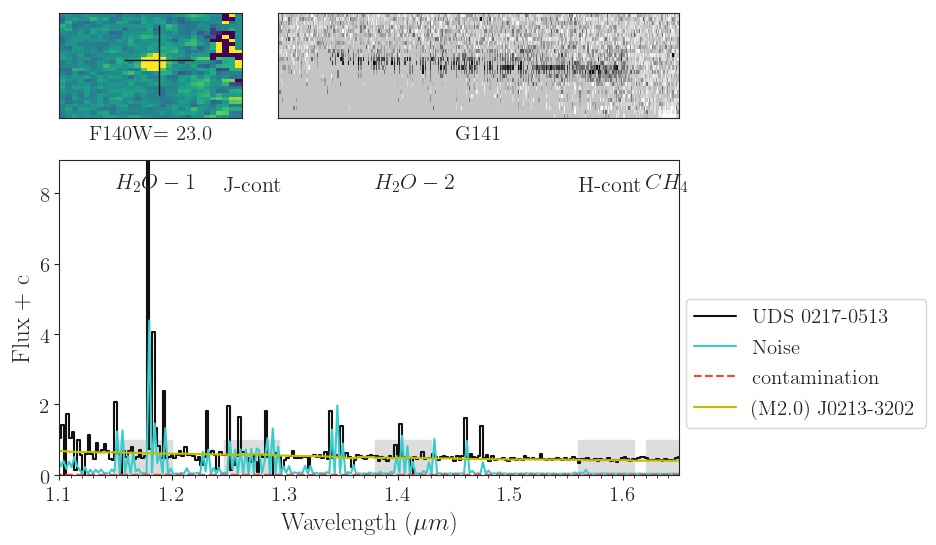 F140W= 23.0
G141
H₂O − 1
J-cont
H₂O − 2
H-cont
CH₄
8
6
4
2
0
Flux + c
1.1
1.2
1.3
1.4
1.5
1.6
Wavelength (μm)
UDS 0217-0513
Noise
contamination
(M2.0) J0213-3202